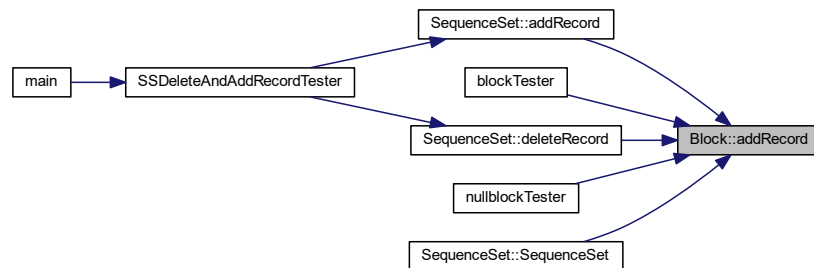 SequenceSet::addRecord
main
SSDeleteAndAddRecordTester
blockTester
SequenceSet::deleteRecord
Block::addRecord
nullblockTester
SequenceSet::SequenceSet